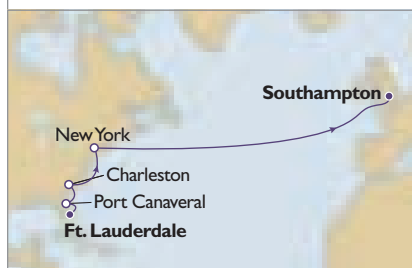 Southampton
New York
Charleston
Port Canaveral
Ft. Lauderdale